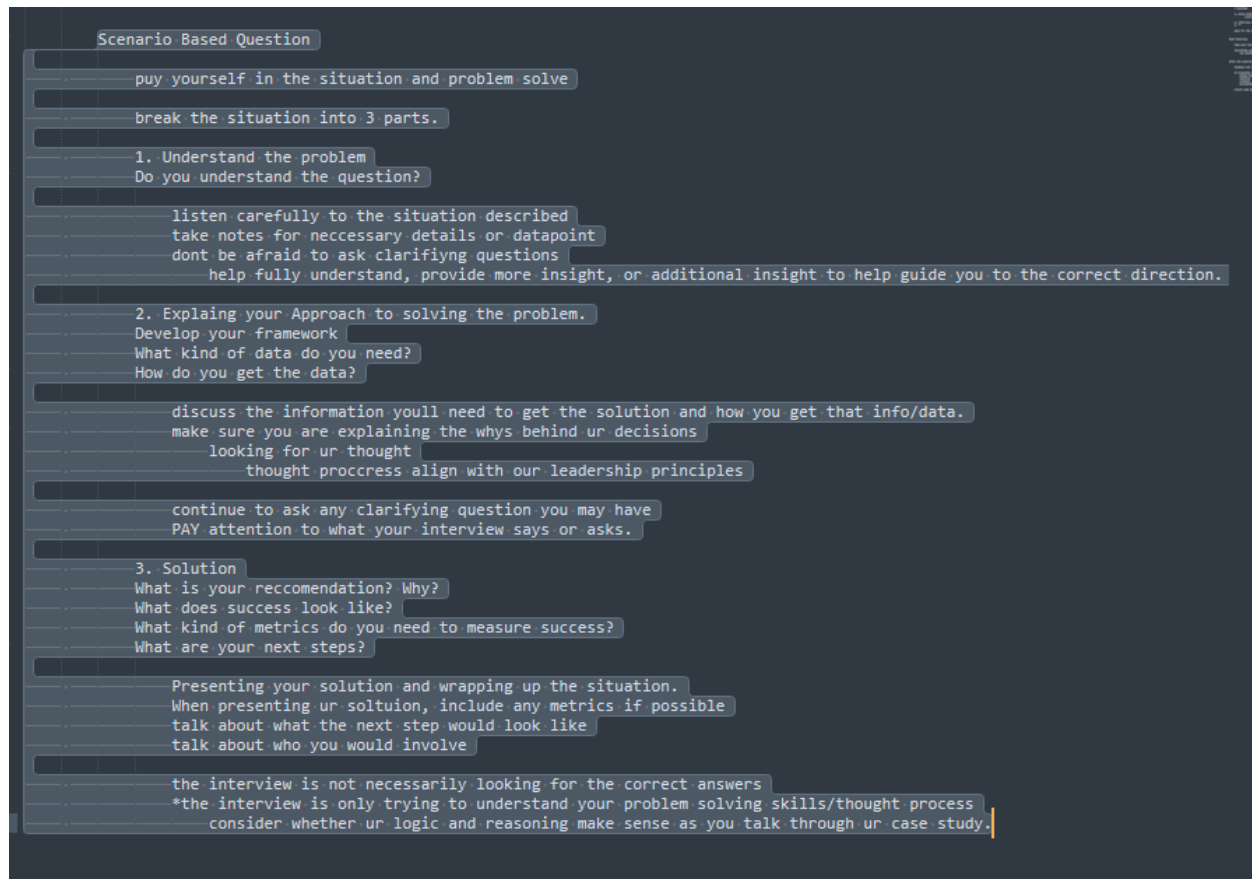 Scenario Based Question
puy yourself in the situation and problem solve
break the situation into 3 parts.
1. Understand the problem
Do you understand the question?
listen carefully to the situation described
take notes for neccessary details or datapoint
dont be afraid to ask clarifiyng questions
help fully understand, provide more insight, or additional insight to help guide you to the correct direction.
2. Explaing your Approach to solving the problem.
Develop your framework
What kind of data do you need?
How do you get the data?
discuss the information youll need to get the solution and how you get that info/data.
make sure you are explaining the whys behind ur decisions
looking for ur thought
thought proccress align with our leadership principles
continue to ask any clarifying question you may have
PAY attention to what your interview says or asks.
3. Solution
What is your reccomendation? Why?
What does success look like?
What kind of metrics do you need to measure success?
What are your next steps?
Presenting your solution and wrapping up the situation.
When presenting ur soltuion, include any metrics if possible
talk about what the next step would look like
talk about who you would involve
the interview is not necessarily looking for the correct answers
*the interview is only trying to understand your problem solving skills/thought process
consider whether ur logic and reasoning make sense as you talk through ur case study.